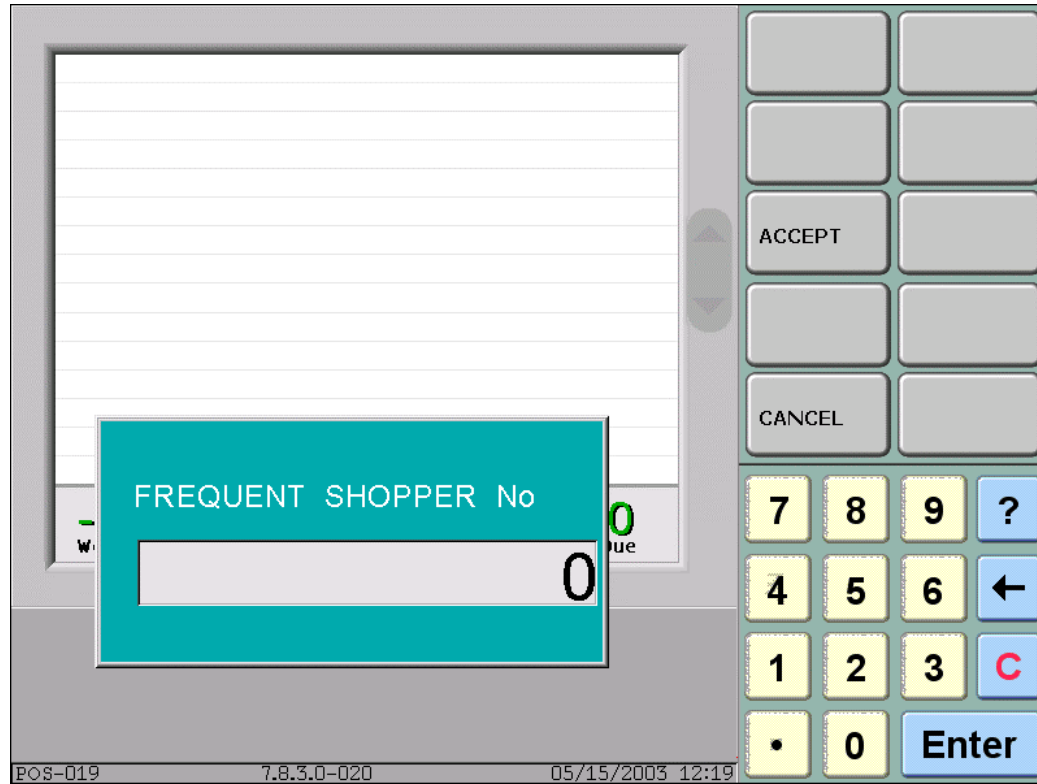 ACCEPT
CANCEL
FREQUENT SHOPPER No
0
7 8 9 ?
4 5 6 ←
1 2 3 C
. 0 Enter
POS-019 7.8.3.0-020 05/15/2003 12:19